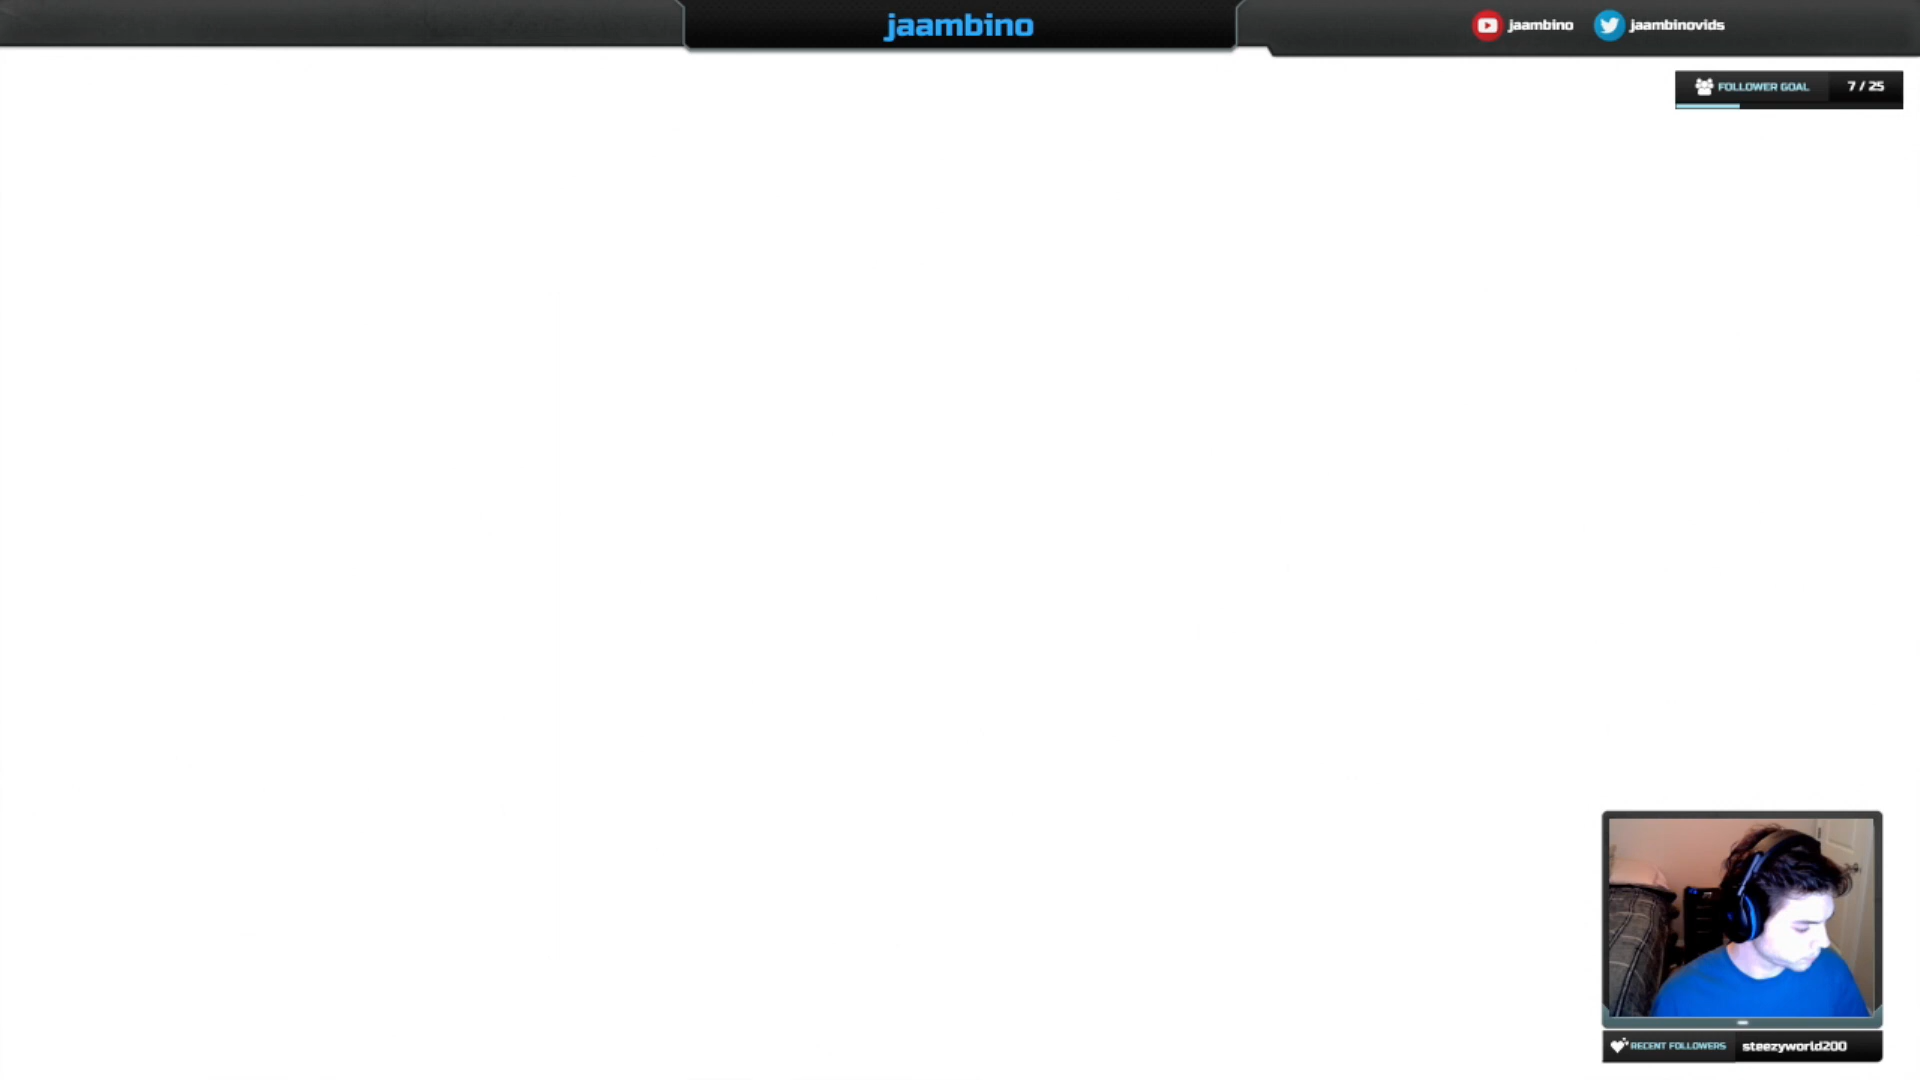 jaambino
jaambino
jaambinovids
FOLLOWER GOAL 7 / 25
RECENT FOLLOWERS steezyworld200